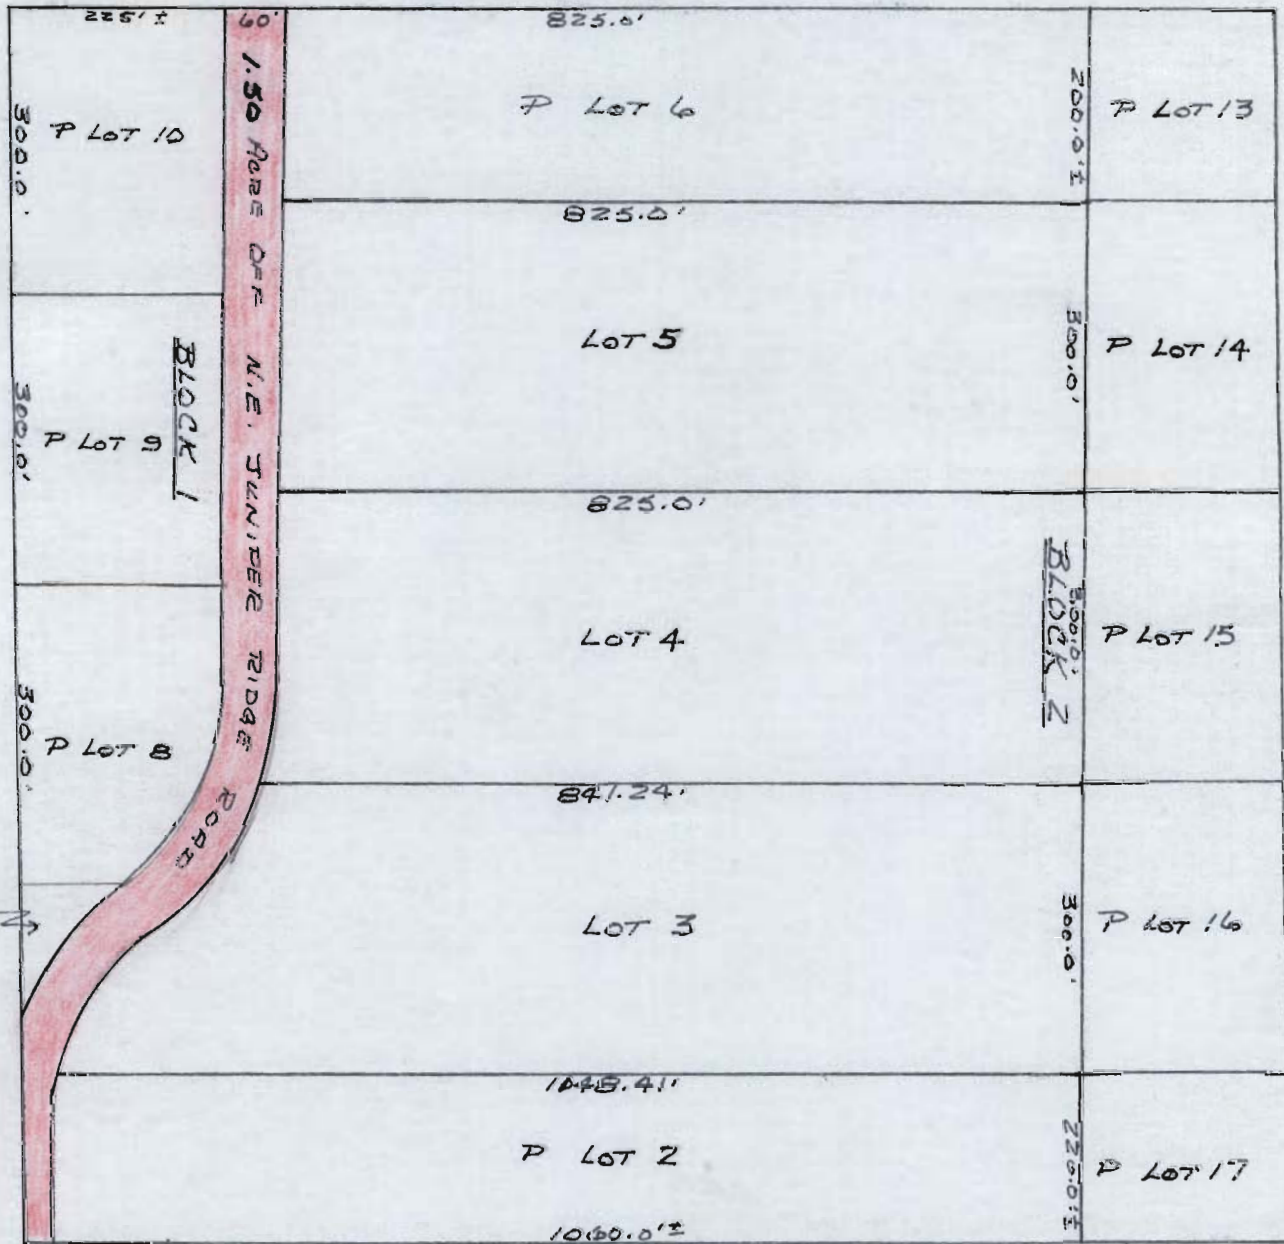 225'±
60'
825.0'
P LOT 10
300.0'
1.50 ACRE OFF N.E. JUNIPER RIDGE ROAD
P LOT 6
200.0'±
P LOT 13
825.0'
LOT 5
300.0'
P LOT 14
BLOCK 1
P LOT 9
300.0'
825.0'
LOT 4
BLOCK 2
300.0'
P LOT 15
P LOT 8
300.0'
841.24'
LOT 3
300.0'
P LOT 16
1048.41'
P LOT 2
220.0'±
P LOT 17
1060.0'±